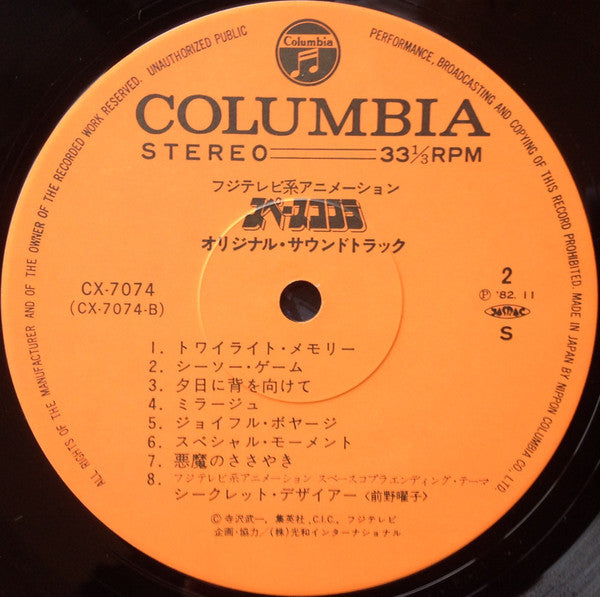 ALL RIGHTS OF THE MANUFACTURER AND OF THE OWNER OF THE RECORDED WORK RESERVED. UNAUTHORIZED PUBLIC PERFORMANCE, BROADCASTING AND COPYING OF THIS RECORD PROHIBITED. MADE IN JAPAN BY NIPPON COLUMBIA CO., LTD.
Columbia
COLUMBIA
STEREO 33 1/3 RPM
フジテレビ系アニメーション
スペースコブラ
オリジナル・サウンドトラック
CX-7074
(CX-7074-B)
2
Ⓟ '82. 11
JASRAC
S
1. トワイライト・メモリー
2. シーソー・ゲーム
3. 夕日に背を向けて
4. ミラージュ
5. ジョイフル・ボヤージ
6. スペシャル・モーメント
7. 悪魔のささやき
8. フジテレビ系アニメーション スペースコブラエンディング・テーマ
シークレット・デザイアー〈前野曜子〉
Ⓒ 寺沢武一, 集英社, C.I.C., フジテレビ
企画・協力/(株)光和インターナショナル